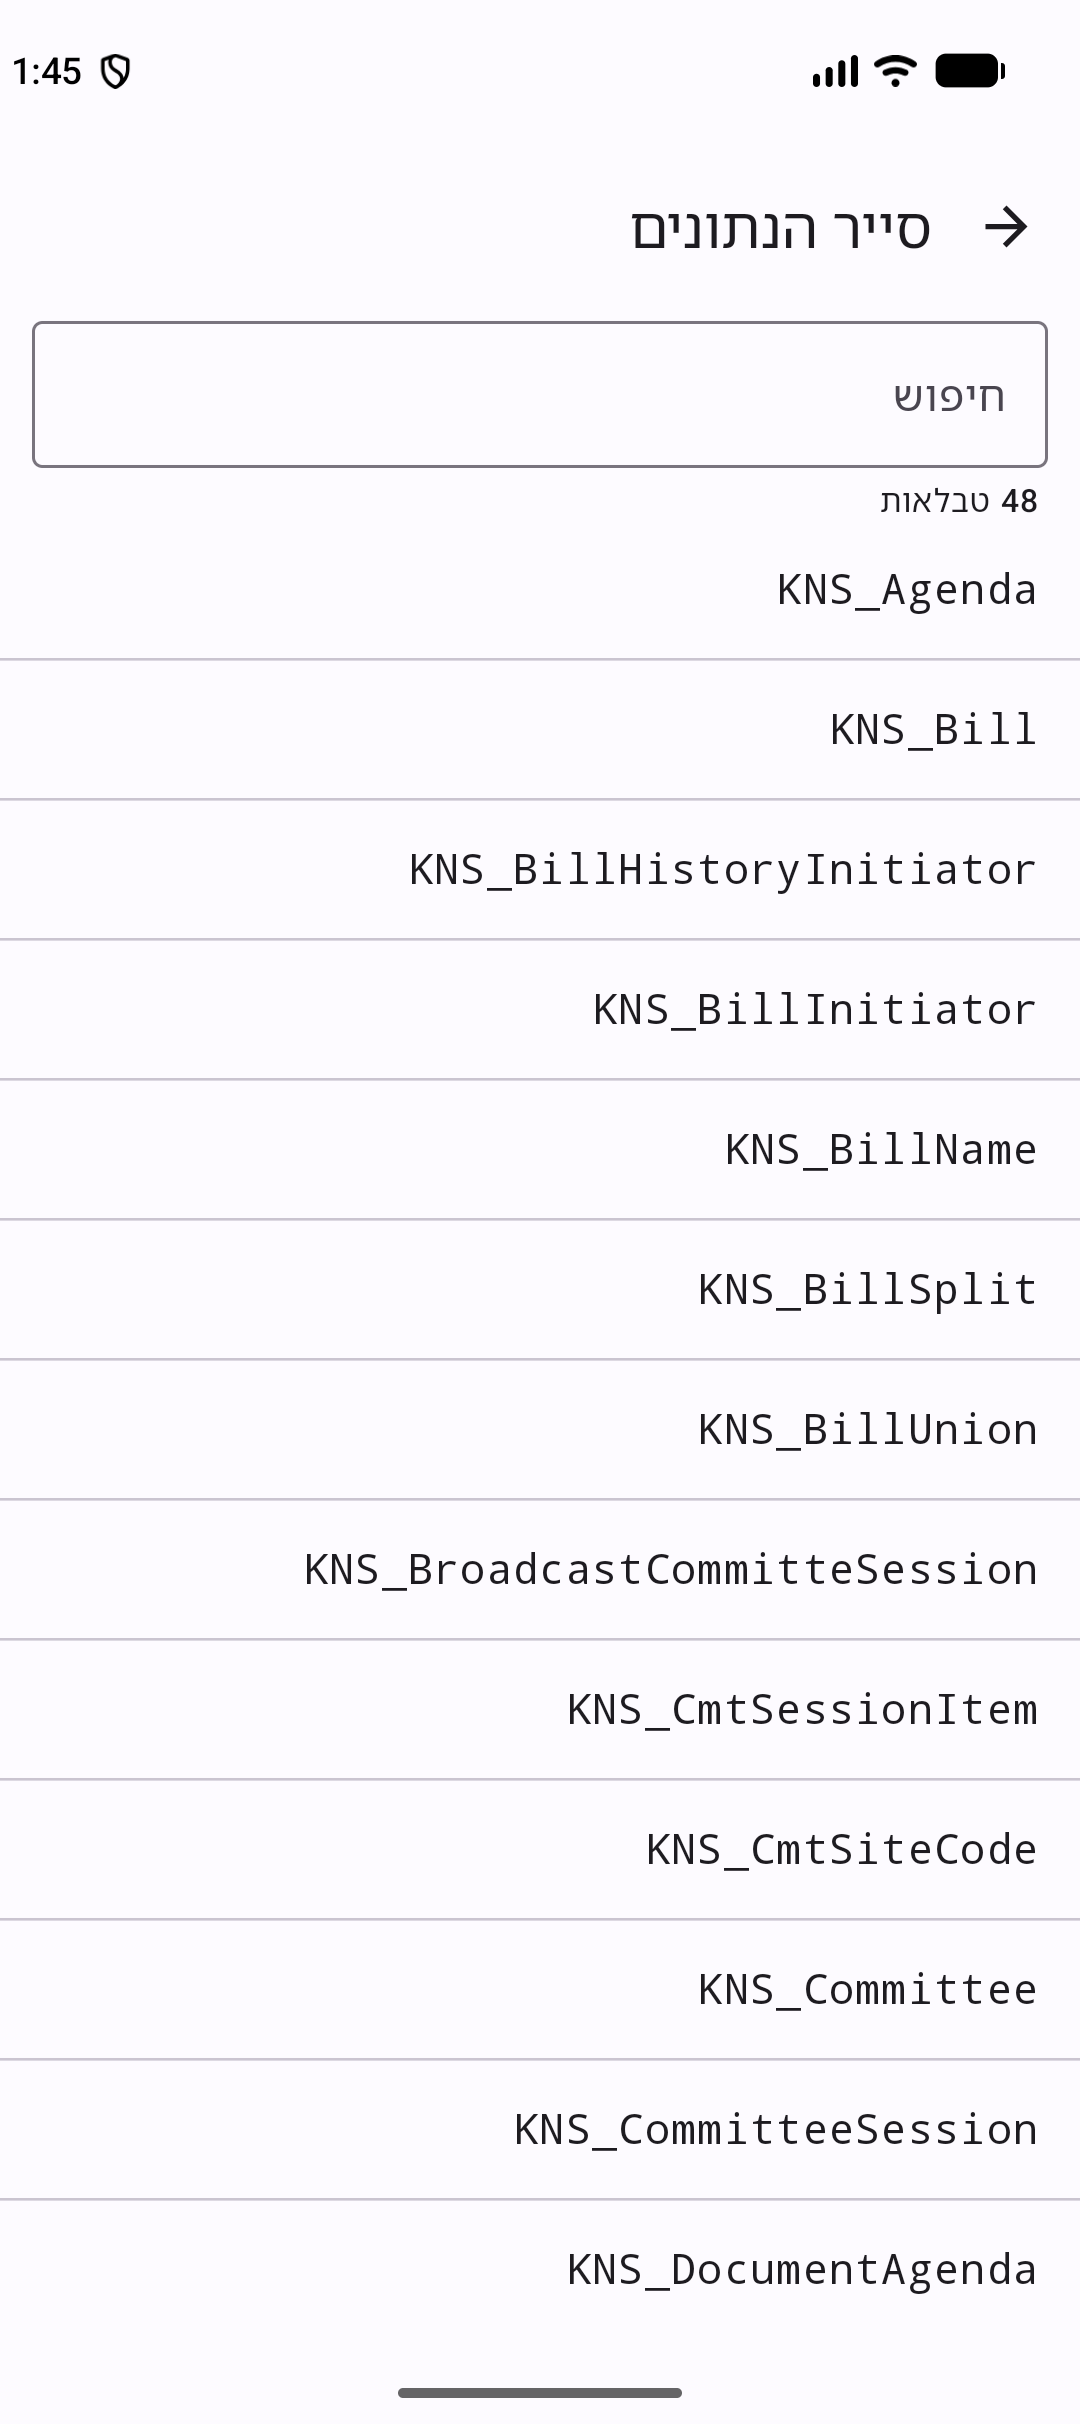 1:45
סייר הנתונים
חיפוש
48 טבלאות
KNS_Agenda
KNS_Bill
KNS_BillHistoryInitiator
KNS_BillInitiator
KNS_BillName
KNS_BillSplit
KNS_BillUnion
KNS_BroadcastCommitteSession
KNS_CmtSessionItem
KNS_CmtSiteCode
KNS_Committee
KNS_CommitteeSession
KNS_DocumentAgenda